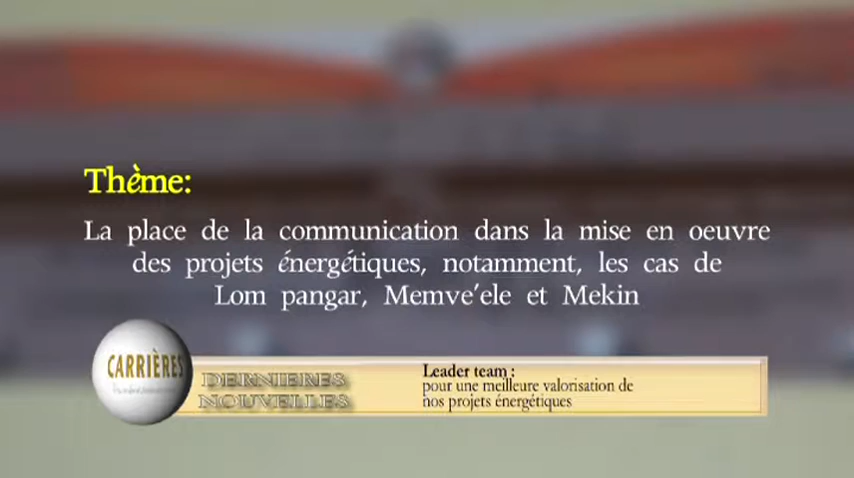 Thème:
La place de la communication dans la mise en oeuvre
des projets énergétiques, notamment, les cas de
Lom pangar, Memve'ele et Mekin
CARRIÈRES
DERNIERES
NOUVELLES
Leader team :
pour une meilleure valorisation de
nos projets énergétiques